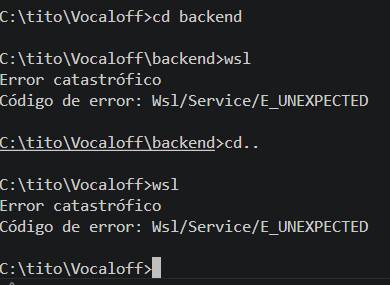 C:\tito\Vocaloff>cd backend
C:\tito\Vocaloff\backend>wsl
Error catastrófico
Código de error: Wsl/Service/E_UNEXPECTED
C:\tito\Vocaloff\backend>cd..
C:\tito\Vocaloff>wsl
Error catastrófico
Código de error: Wsl/Service/E_UNEXPECTED
C:\tito\Vocaloff>